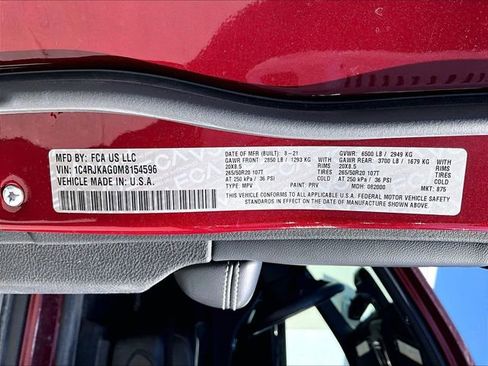 MFD BY: FCA US LLC
VIN: 1C4RJKAG0M8154596
VEHICLE MADE IN U.S.A.
DATE OF MFR (BUILT): 8-21 GVWR: 6500 LB / 2949 KG
GAWR FRONT: 2850 LB / 1293 KG WITH GAWR REAR: 3700 LB / 1679 KG WITH
20X8.5 RIMS 20X8.5 RIMS
265/50R20 107T TIRES 265/50R20 107T TIRES
AT 250 kPa / 36 PSI COLD AT 250 kPa / 36 PSI COLD
TYPE: MPV PAINT: PRV MDH: 082000 MKT: 875
THIS VEHICLE CONFORMS TO ALL APPLICABLE U.S.A. FEDERAL MOTOR VEHICLE SAFETY
STANDARDS IN EFFECT ON THE DATE OF MANUFACTURE SHOWN ABOVE